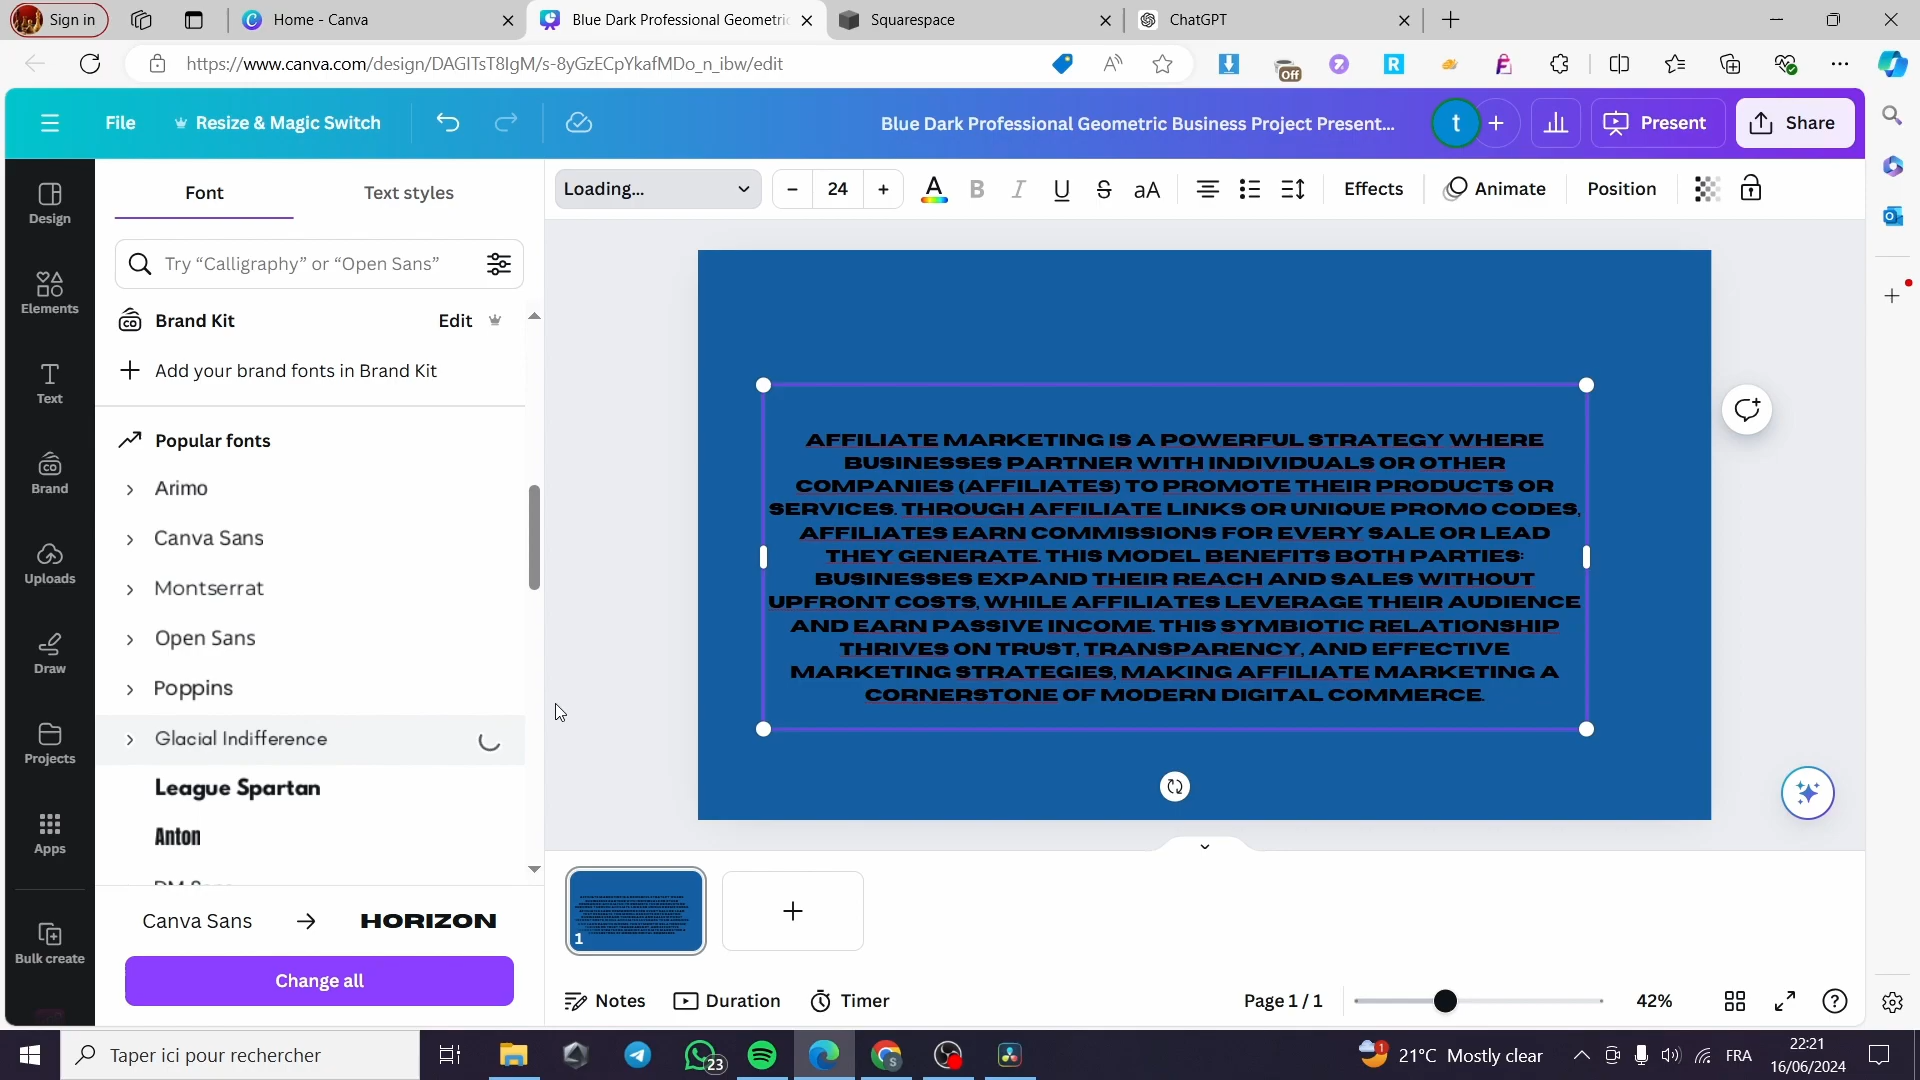 Sign in
Home - Canva
Blue Dark Professional Geometric
Squarespace
ChatGPT
https://www.canva.com/design/DAGITsT8IgM/s-8yGzECpYkafMDo_n_ibw/edit
Off
File
Resize & Magic Switch
Blue Dark Professional Geometric Business Project Present...
t
Present
Share
Design
Elements
Text
Brand
Uploads
Draw
Projects
Apps
Bulk create
Font
Text styles
Try “Calligraphy” or “Open Sans”
Brand Kit
Edit
Add your brand fonts in Brand Kit
Popular fonts
Arimo
Canva Sans
Montserrat
Open Sans
Poppins
Glacial Indifference
League Spartan
Anton
Canva Sans
HORIZON
Change all
Loading...
24
B
I
U
S
aA
Effects
Animate
Position
AFFILIATE MARKETING IS A POWERFUL STRATEGY WHERE
BUSINESSES PARTNER WITH INDIVIDUALS OR OTHER
COMPANIES (AFFILIATES) TO PROMOTE THEIR PRODUCTS OR
SERVICES. THROUGH AFFILIATE LINKS OR UNIQUE PROMO CODES,
AFFILIATES EARN COMMISSIONS FOR EVERY SALE OR LEAD
THEY GENERATE. THIS MODEL BENEFITS BOTH PARTIES:
BUSINESSES EXPAND THEIR REACH AND SALES WITHOUT
UPFRONT COSTS, WHILE AFFILIATES LEVERAGE THEIR AUDIENCE
AND EARN PASSIVE INCOME. THIS SYMBIOTIC RELATIONSHIP
THRIVES ON TRUST, TRANSPARENCY, AND EFFECTIVE
MARKETING STRATEGIES, MAKING AFFILIATE MARKETING A
CORNERSTONE OF MODERN DIGITAL COMMERCE.
1
Notes
Duration
Timer
Page 1 / 1
42%
Taper ici pour rechercher
23
1
21°C Mostly clear
FRA
22:21
16/06/2024